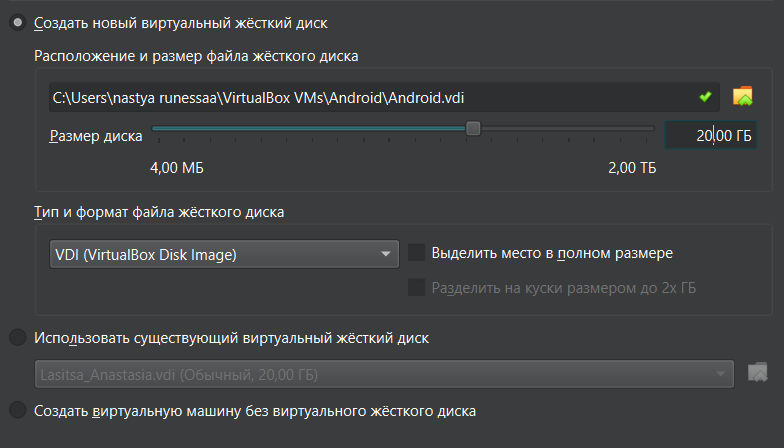 Создать новый виртуальный жёсткий диск
Расположение и размер файла жёсткого диска
C:\Users\nastya runessaa\VirtualBox VMs\Android\Android.vdi
Размер диска 20,00 ГБ
4,00 МБ 2,00 ТБ
Тип и формат файла жёсткого диска
VDI (VirtualBox Disk Image) Выделить место в полном размере
Разделить на куски размером до 2х ГБ
Использовать существующий виртуальный жёсткий диск
Lasitsa_Anastasia.vdi (Обычный, 20,00 ГБ)
Создать виртуальную машину без виртуального жёсткого диска